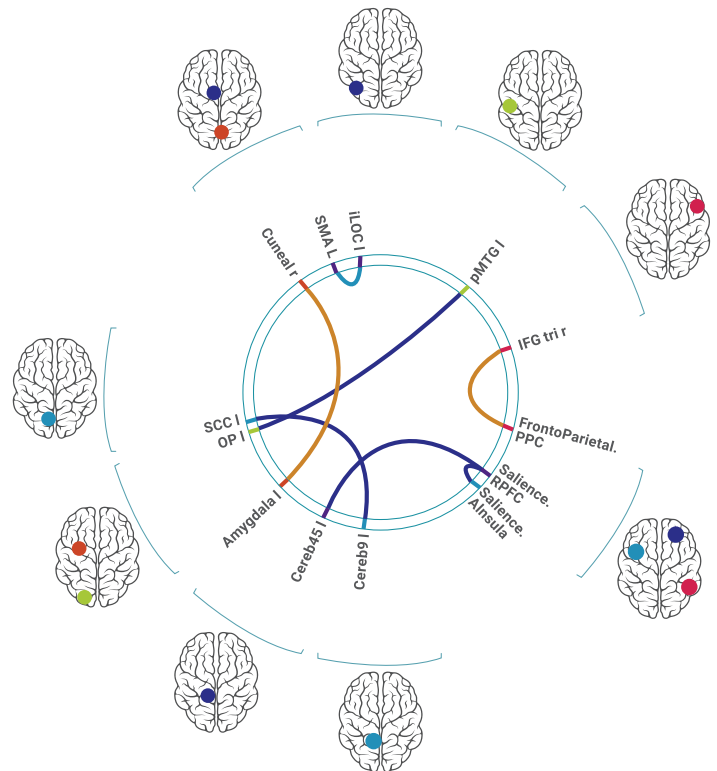 iLOC l
SMA L
Cuneal r
pMTG l
IFG tri r
FrontoParietal.
PPC
SCC l
OP l
Salience.
RPFC
Salience.
AInsula
Amygdala l
Cereb45 l
Cereb9 l